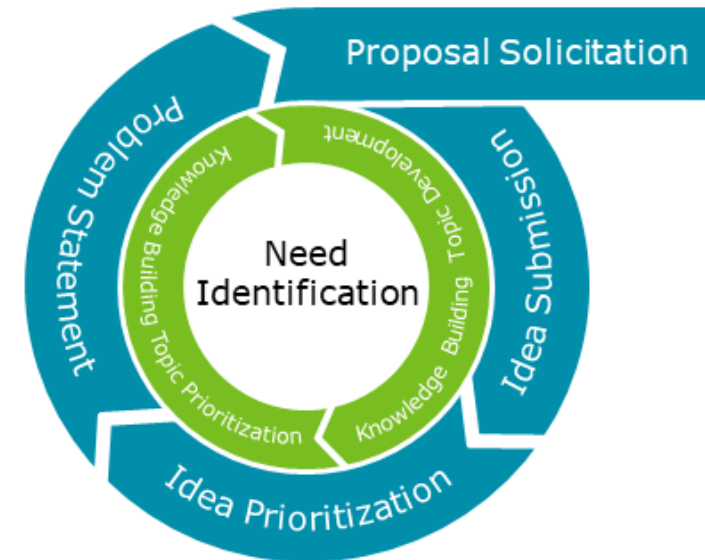 Proposal Solicitation
Idea Submission
Idea Prioritization
Problem Statement
Knowledge Building Topic Development
Knowledge Building Topic Prioritization
Need
Identification